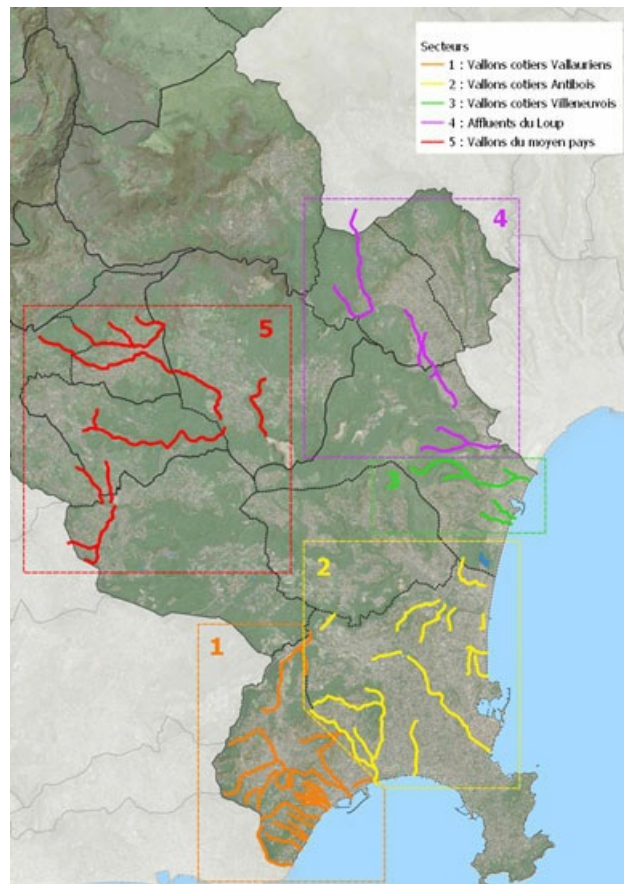 Secteurs
1 : Vallons cotiers Vallauriens
2 : Vallons cotiers Antibois
3 : Vallons cotiers Villeneuvois
4 : Affluents du Loup
5 : Vallons du moyen pays
4
5
3
2
1